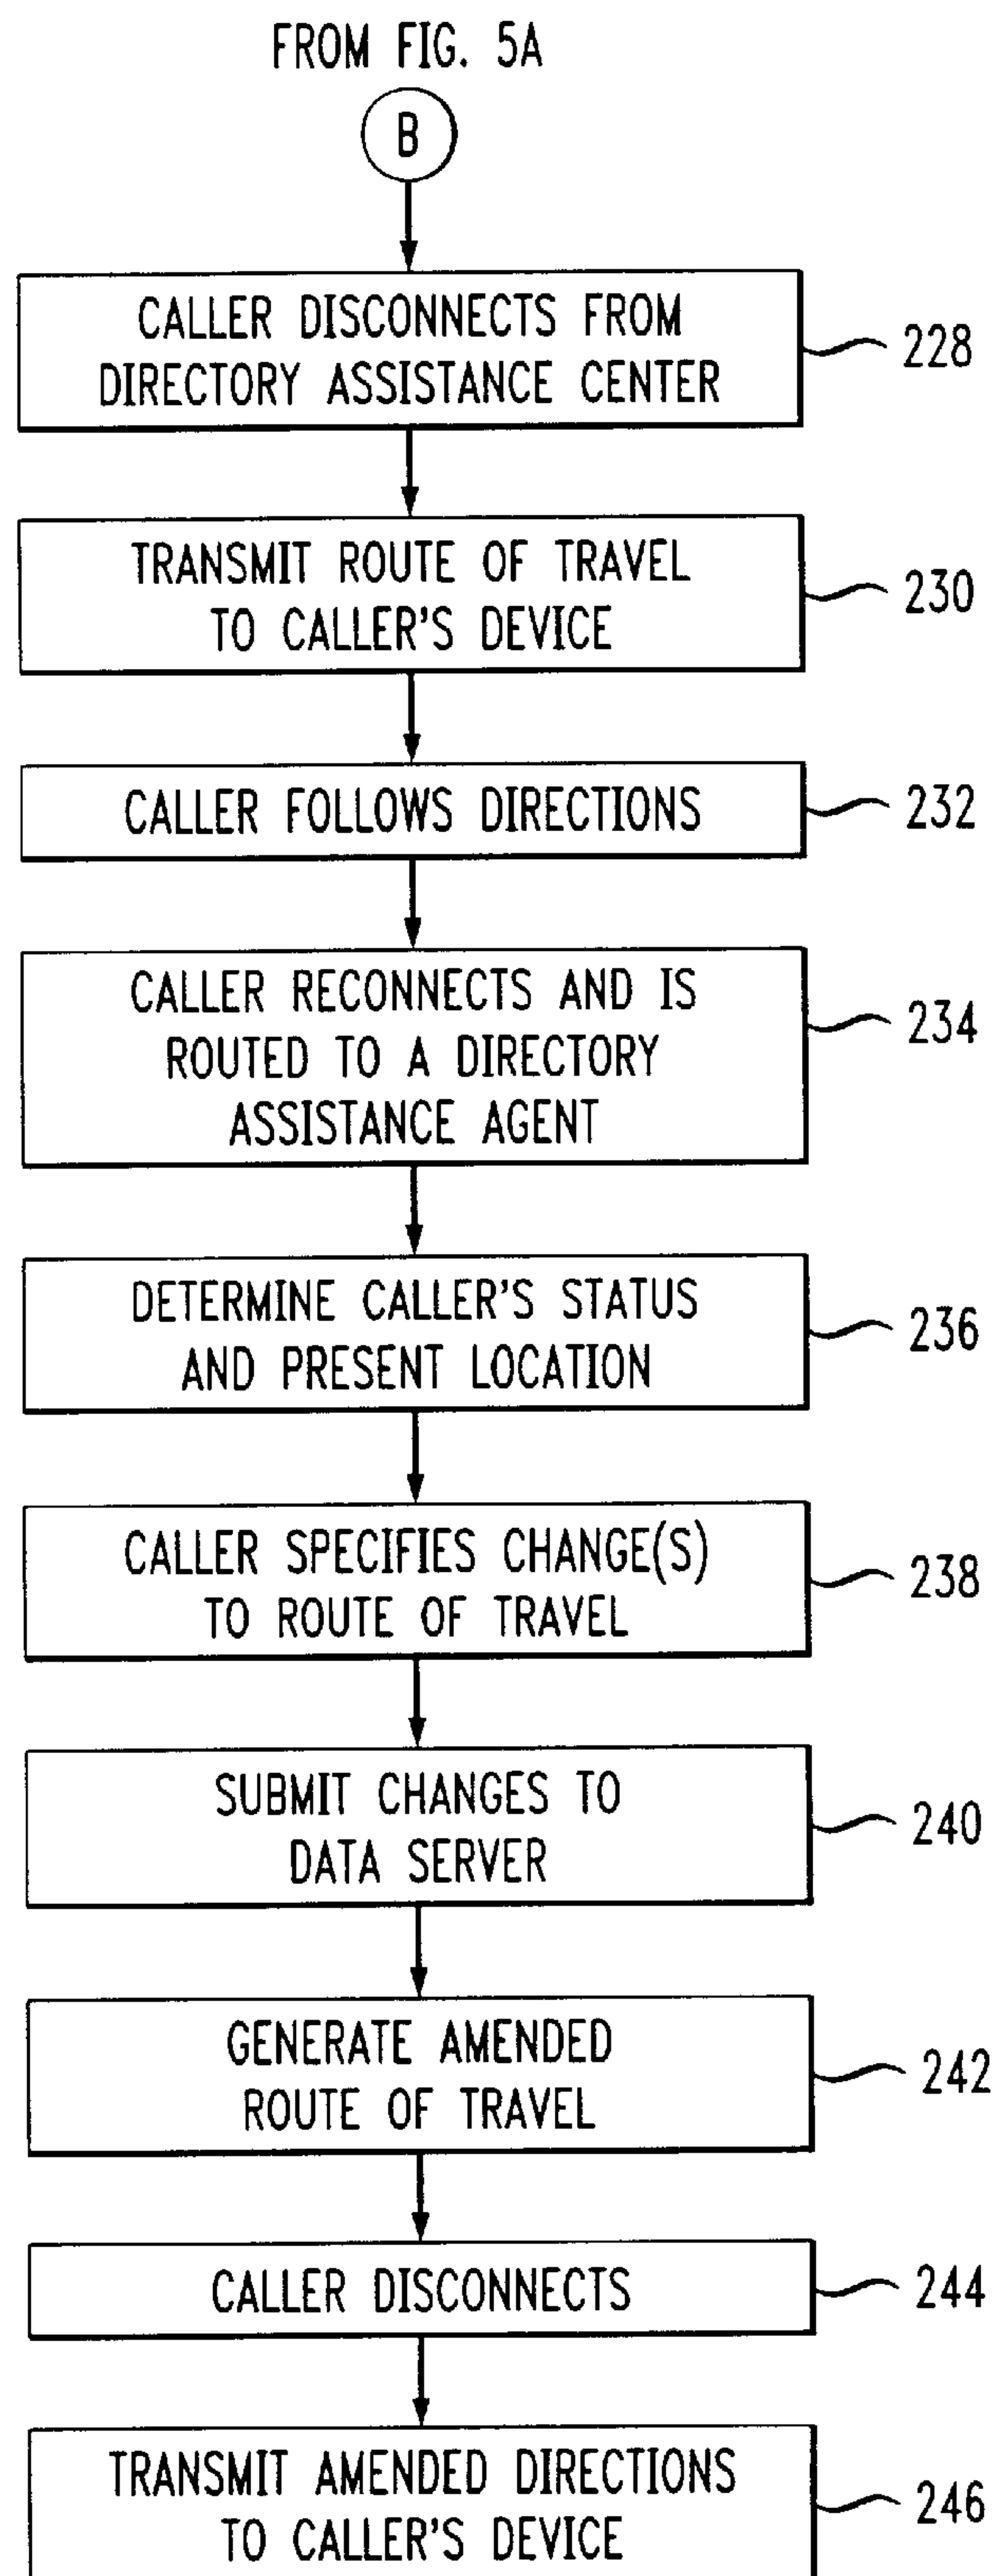 FROM FIG. 5A
B
CALLER DISCONNECTS FROM
DIRECTORY ASSISTANCE CENTER
228
TRANSMIT ROUTE OF TRAVEL
TO CALLER'S DEVICE
230
CALLER FOLLOWS DIRECTIONS
232
CALLER RECONNECTS AND IS
ROUTED TO A DIRECTORY
ASSISTANCE AGENT
234
DETERMINE CALLER'S STATUS
AND PRESENT LOCATION
236
CALLER SPECIFIES CHANGE(S)
TO ROUTE OF TRAVEL
238
SUBMIT CHANGES TO
DATA SERVER
240
GENERATE AMENDED
ROUTE OF TRAVEL
242
CALLER DISCONNECTS
244
TRANSMIT AMENDED DIRECTIONS
TO CALLER'S DEVICE
246